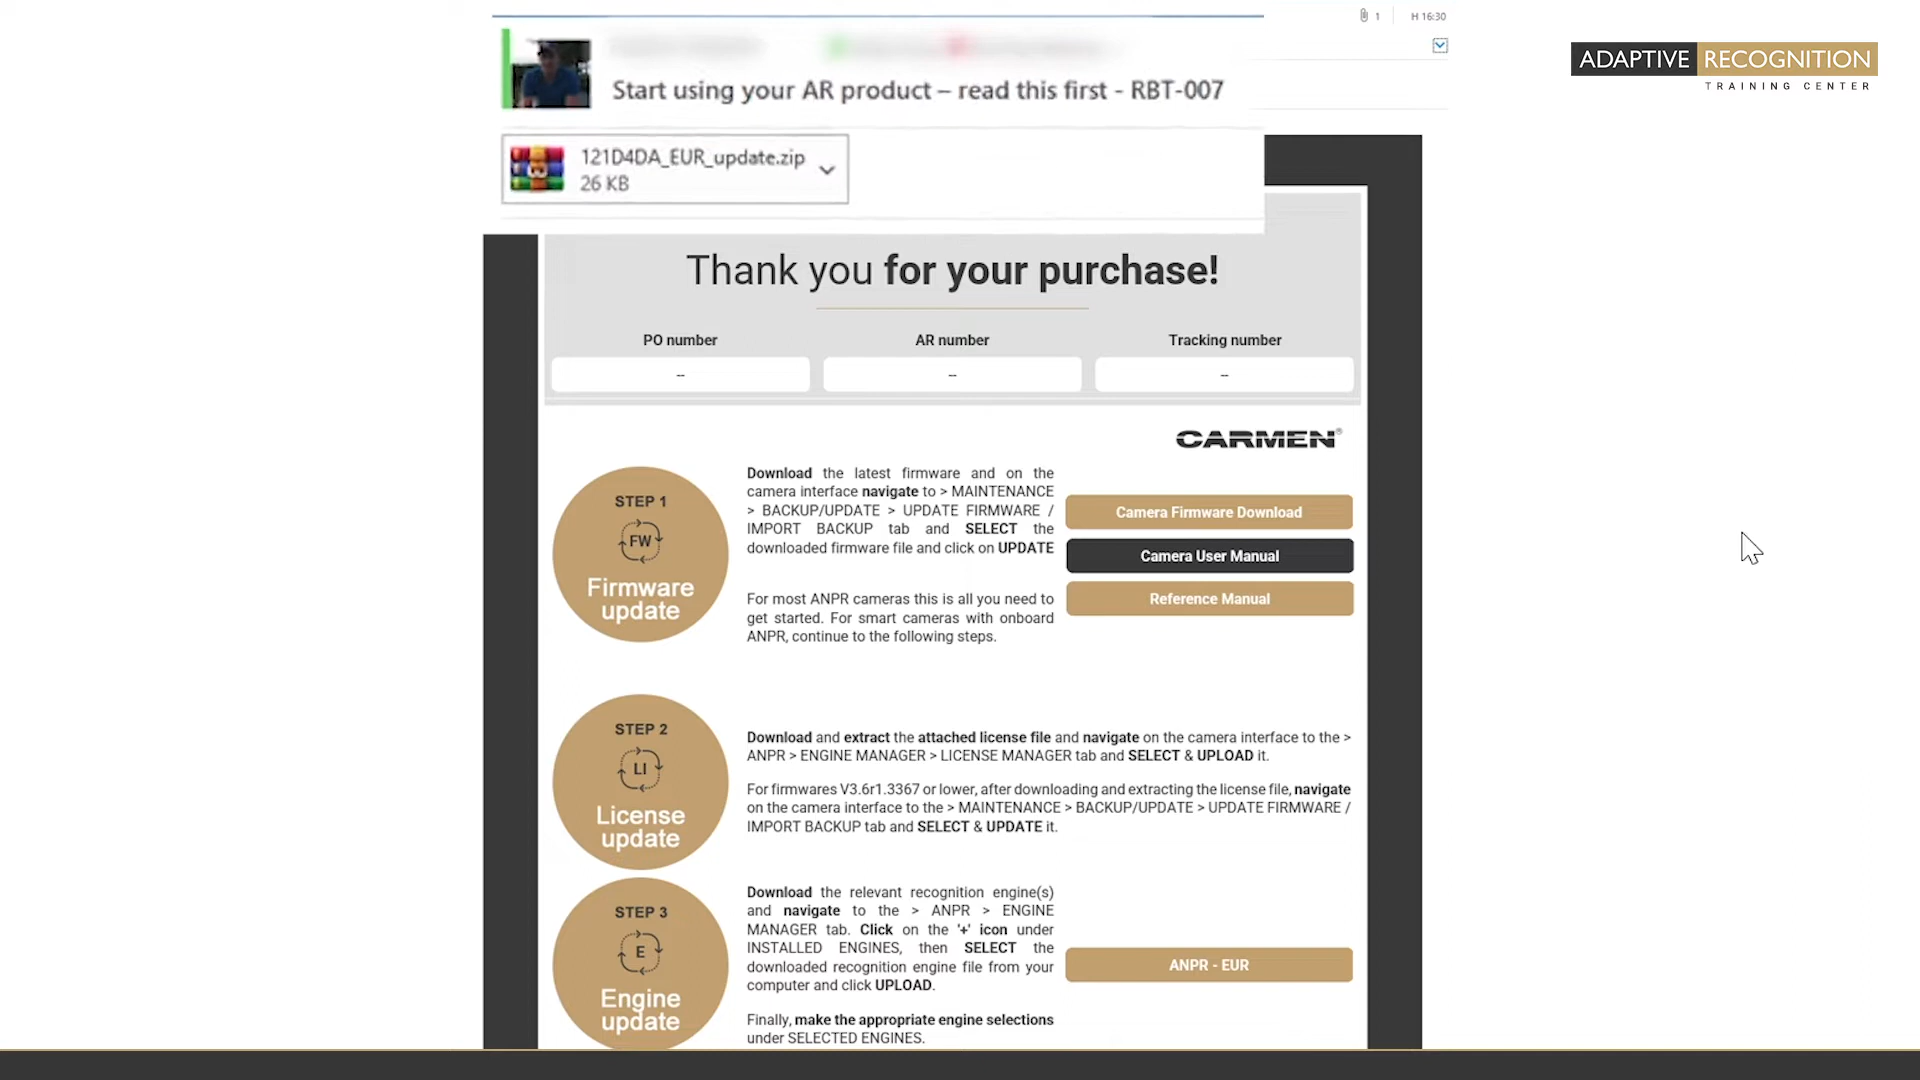 1 H 16:30
ADAPTIVE RECOGNITION
TRAINING CENTER
Start using your AR product – read this first - RBT-007
121D4DA_EUR_update.zip
26 KB
Thank you for your purchase!
PO number
AR number
Tracking number
--
--
--
CARMEN®
STEP 1
FW
Firmware
update
Download the latest firmware and on the
camera interface navigate to > MAINTENANCE
> BACKUP/UPDATE > UPDATE FIRMWARE /
IMPORT BACKUP tab and SELECT the
downloaded firmware file and click on UPDATE
For most ANPR cameras this is all you need to
get started. For smart cameras with onboard
ANPR, continue to the following steps.
Camera Firmware Download
Camera User Manual
Reference Manual
STEP 2
LI
License
update
Download and extract the attached license file and navigate on the camera interface to the >
ANPR > ENGINE MANAGER > LICENSE MANAGER tab and SELECT & UPLOAD it.
For firmwares V3.6r1.3367 or lower, after downloading and extracting the license file, navigate
on the camera interface to the > MAINTENANCE > BACKUP/UPDATE > UPDATE FIRMWARE /
IMPORT BACKUP tab and SELECT & UPDATE it.
STEP 3
E
Engine
update
Download the relevant recognition engine(s)
and navigate to the > ANPR > ENGINE
MANAGER tab. Click on the '+' icon under
INSTALLED ENGINES, then SELECT the
downloaded recognition engine file from your
computer and click UPLOAD.
Finally, make the appropriate engine selections
under SELECTED ENGINES.
ANPR - EUR